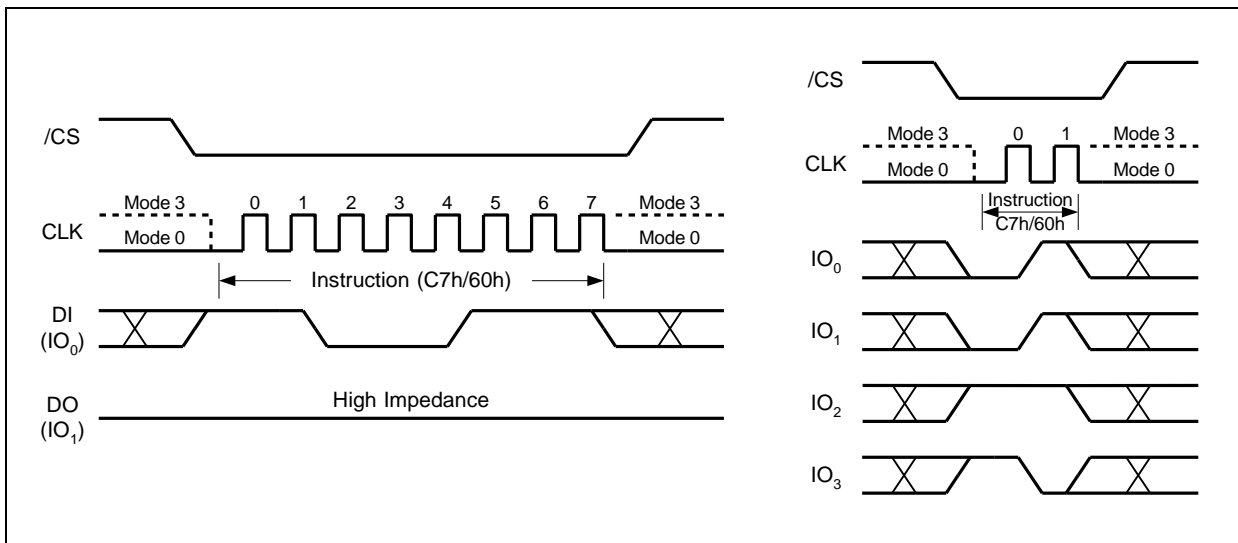 /CS
Mode 3 0 1 2 3 4 5 6 7 Mode 3
CLK
Mode 0 Mode 0
Instruction (C7h/60h)
DI
(IO0)
High Impedance
DO
(IO1)
/CS
Mode 3 0 1 Mode 3
CLK
Mode 0 Mode 0
Instruction
C7h/60h
IO0
IO1
IO2
IO3